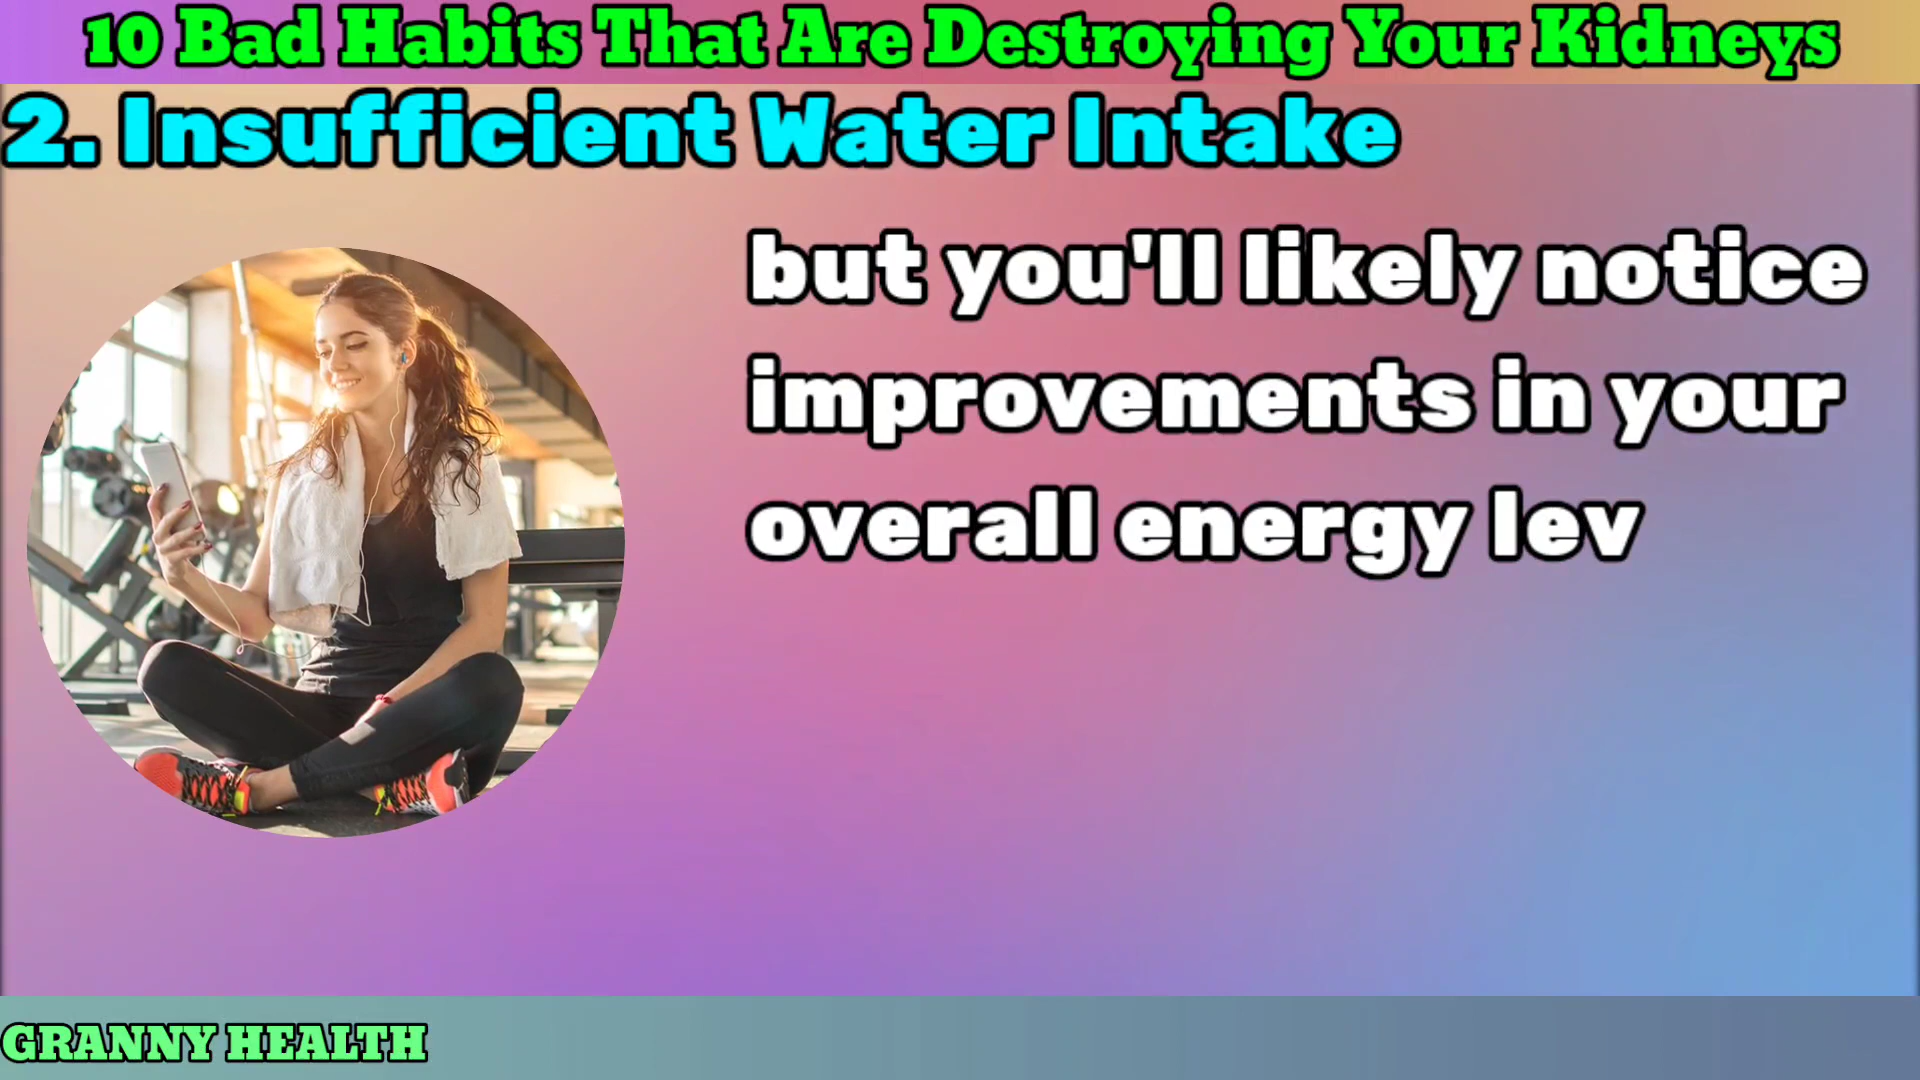 10 Bad Habits That Are Destroying Your Kidneys
2. Insufficient Water Intake
but you'll likely notice
improvements in your
overall energy lev
GRANNY HEALTH